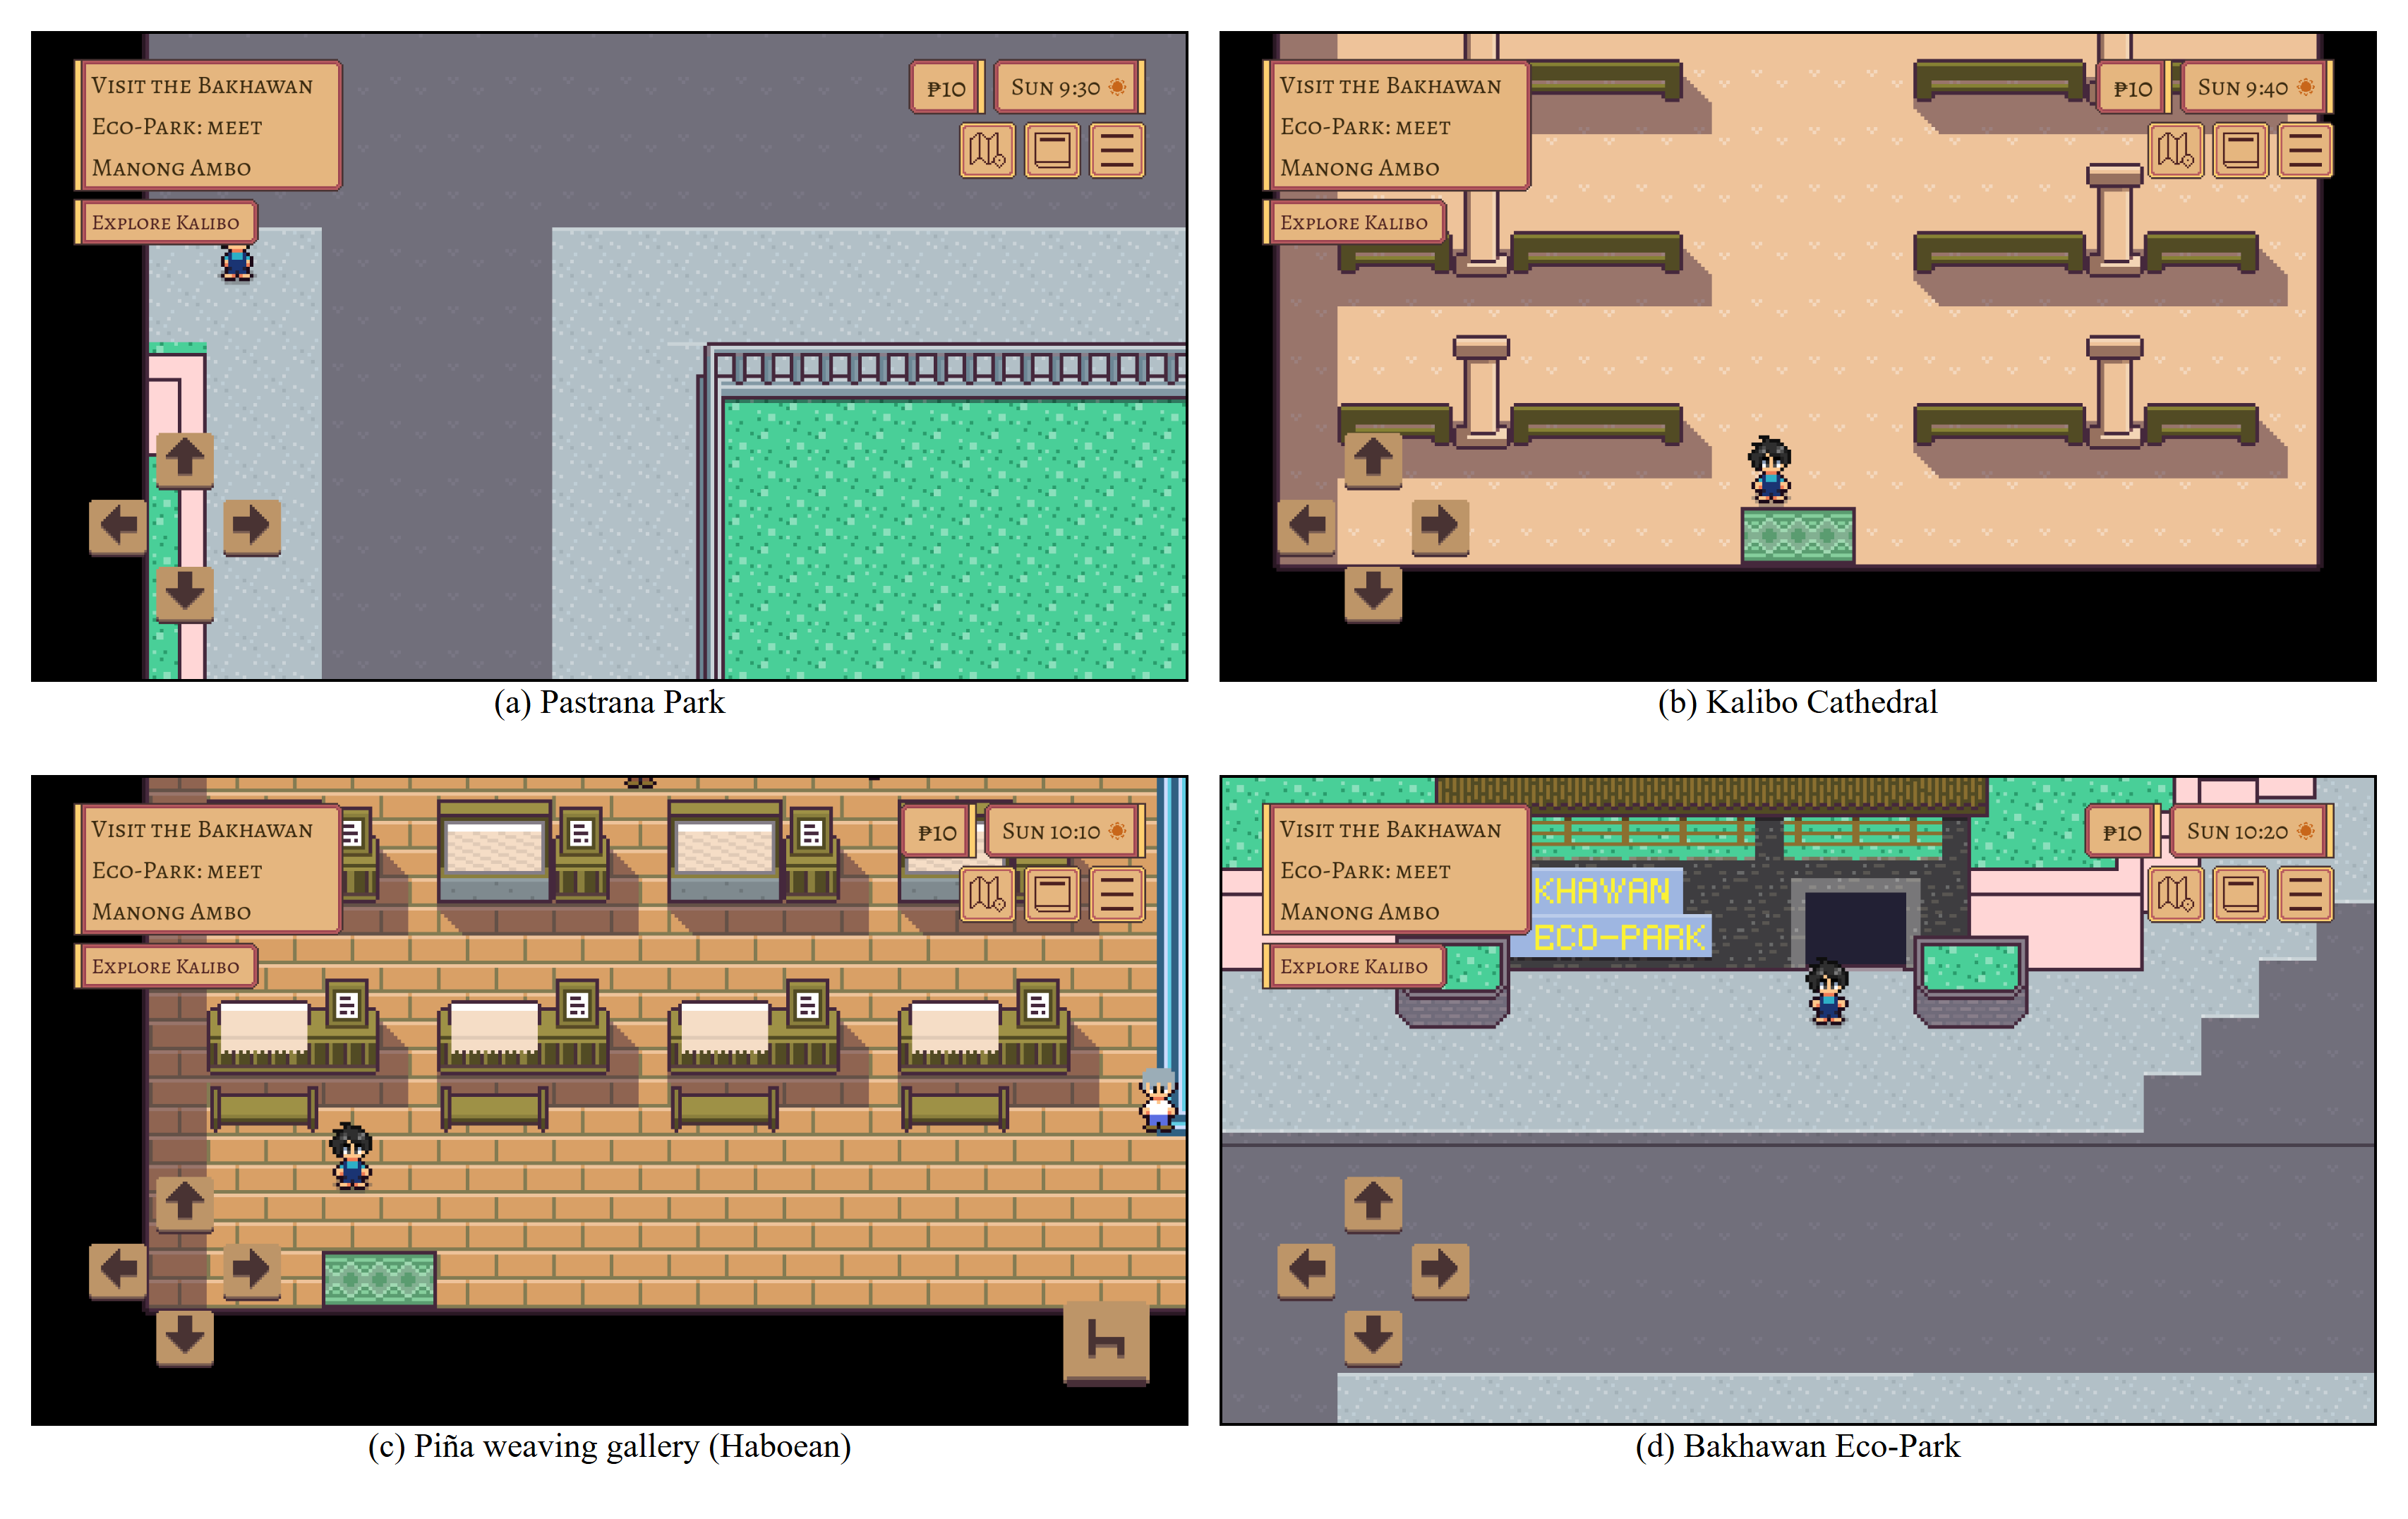 VISIT THE BAKHAWAN
ECO-PARK: MEET
MANONG AMBO
EXPLORE KALIBO
₱10
SUN 9:30
(a) Pastrana Park
VISIT THE BAKHAWAN
ECO-PARK: MEET
MANONG AMBO
EXPLORE KALIBO
₱10
SUN 9:40
(b) Kalibo Cathedral
VISIT THE BAKHAWAN
ECO-PARK: MEET
MANONG AMBO
EXPLORE KALIBO
₱10
SUN 10:10
(c) Piña weaving gallery (Haboean)
VISIT THE BAKHAWAN
ECO-PARK: MEET
MANONG AMBO
EXPLORE KALIBO
₱10
SUN 10:20
KHAWAN
ECO-PARK
(d) Bakhawan Eco-Park